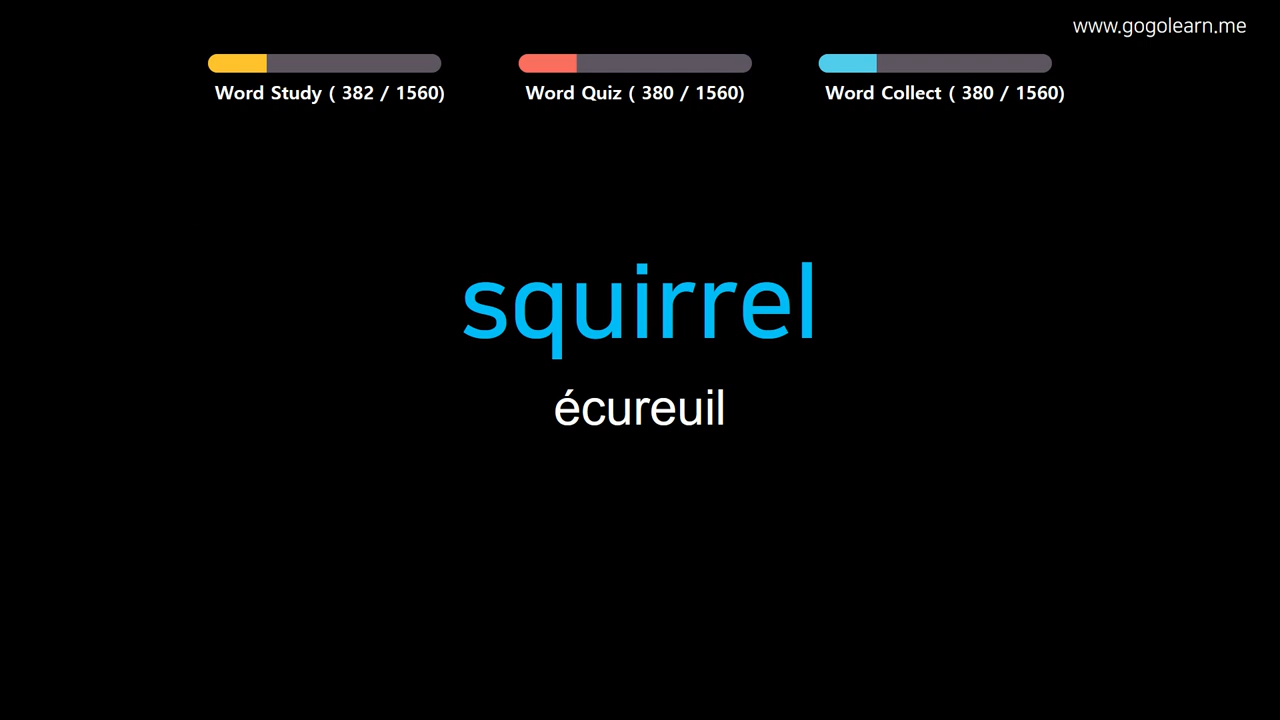 www.gogolearn.me
Word Study ( 382 / 1560)
Word Quiz ( 380 / 1560)
Word Collect ( 380 / 1560)
squirrel
écureuil